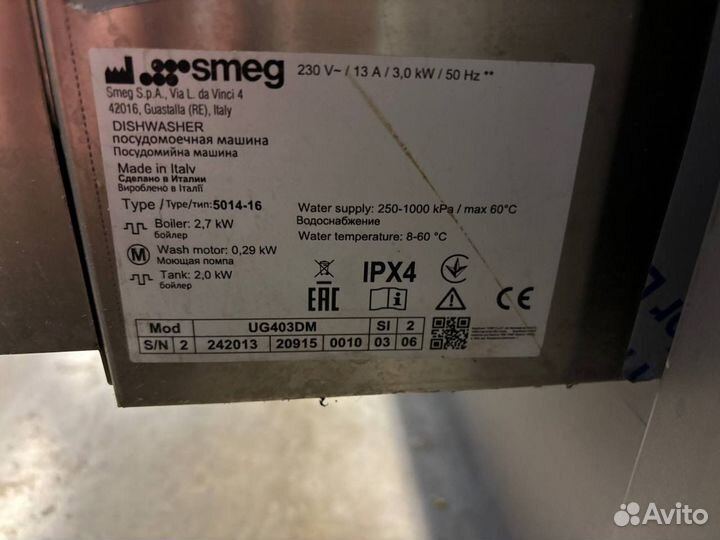 smeg 230 V~ / 13 A / 3,0 kW / 50 Hz **
Smeg S.p.A., Via L. da Vinci 4
42016, Guastalla (RE), Italy
DISHWASHER
посудомоечная машина
Посудомийна машина
Made in Italy
Сделано в Италии
Вироблено в Італії
Type /Type/тип: 5014-16
Boiler: 2,7 kW
бойлер
M Wash motor: 0,29 kW
Моющая помпа
Tank: 2,0 kW
бойлер
Water supply: 250-1000 kPa / max 60°C
Водоснабжение
Water temperature: 8-60 °C
IPX4
EAC i CE
Mod UG403DM SI 2
S/N 2 242013 20915 0010 03 06
Avito